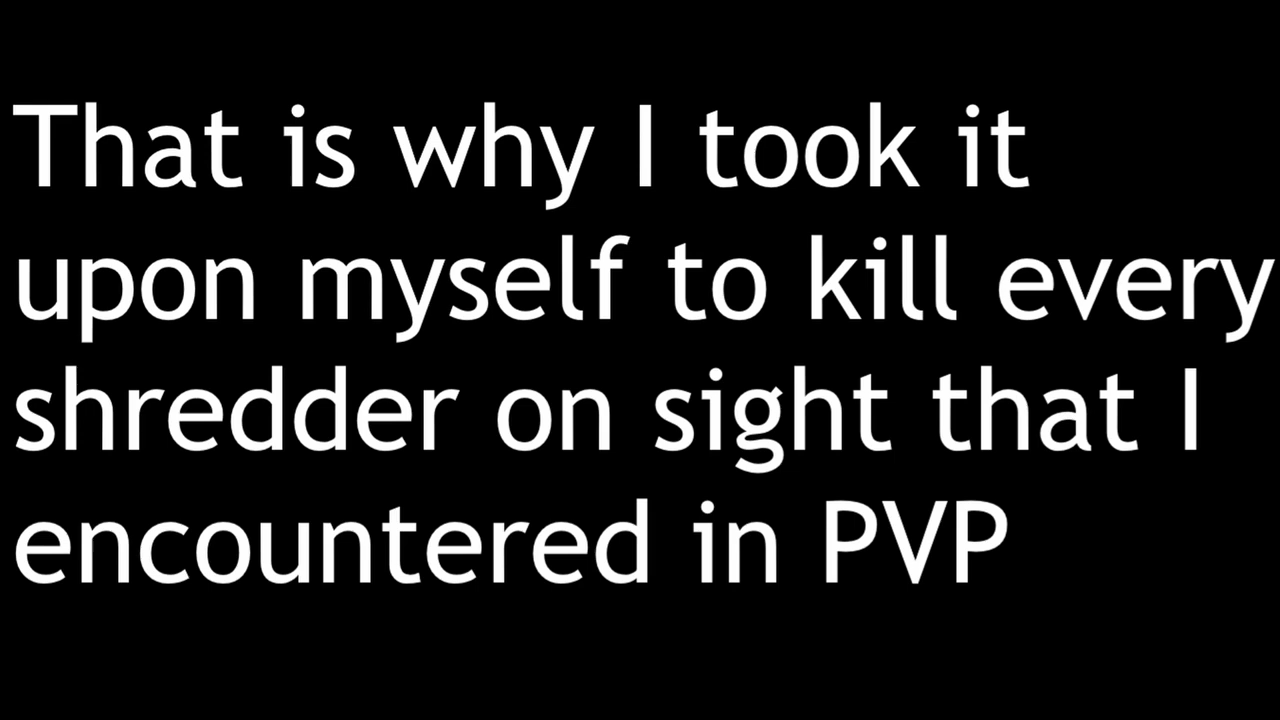 That is why I took it
upon myself to kill every
shredder on sight that I
encountered in PVP